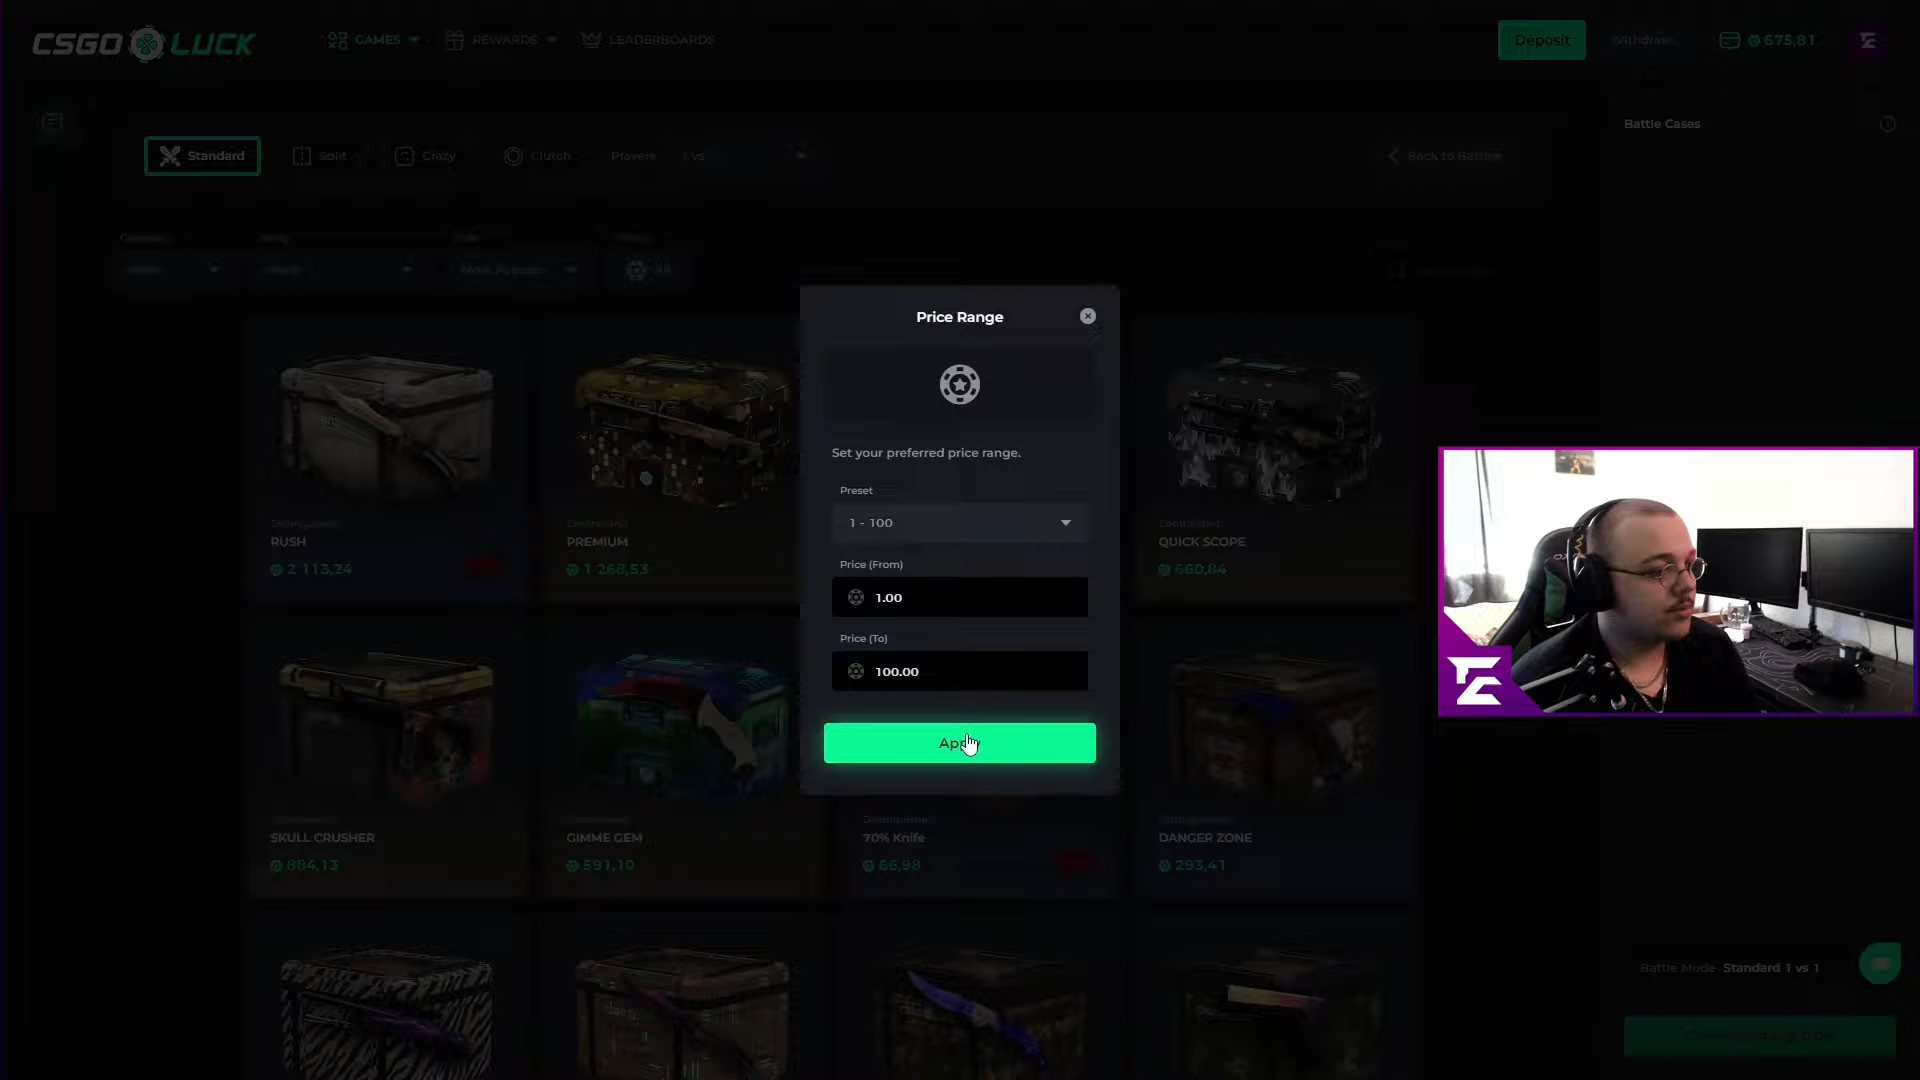 CSGO LUCK
GAMES
REWARDS
LEADERBOARDS
Deposit
Withdraw
675,81
Standard
Split
Crazy
Clutch
Players
1 vs
Back to Battles
Battle Cases
Price Range
Set your preferred price range.
Preset
1 - 100
Price (From)
1.00
Price (To)
100.00
RUSH
2 113,24
PREMIUM
1 268,53
QUICK SCOPE
660,84
SKULL CRUSHER
884,13
GIMME GEM
591,10
70% Knife
66,98
DANGER ZONE
293,41
Battle Mode Standard 1 vs 1